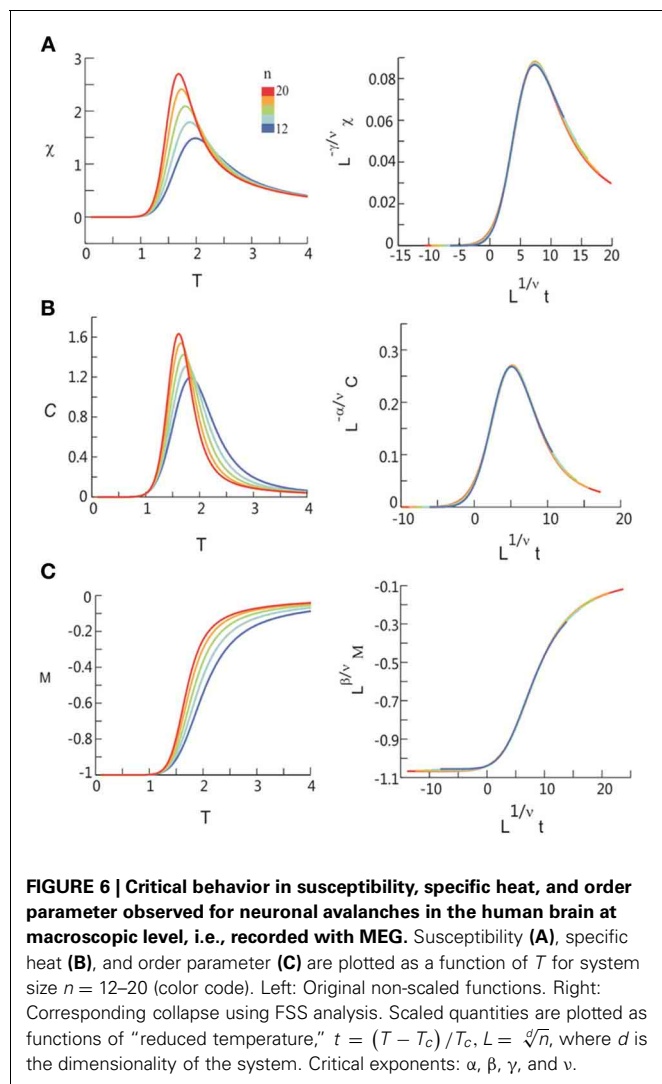 A
3
2
1
0
χ
n
20
12
0 1 2 3 4
T
0.08
0.06
0.04
0.02
0
L^-γ/ν χ
-15 -10 -5 0 5 10 15 20
L^1/ν t
B
1.6
1.2
0.8
0.4
0
C
0 1 2 3 4
T
0.3
0.2
0.1
0
L^-α/ν C
-10 0 10 20
L^1/ν t
C
0
-0.2
-0.4
-0.6
-0.8
-1
M
0 1 2 3 4
T
-0.1
-0.3
-0.5
-0.7
-0.9
-1.1
L^β/ν M
-10 0 10 20
L^1/ν t
FIGURE 6 | Critical behavior in susceptibility, specific heat, and order
parameter observed for neuronal avalanches in the human brain at
macroscopic level, i.e., recorded with MEG. Susceptibility (A), specific
heat (B), and order parameter (C) are plotted as a function of T for system
size n = 12–20 (color code). Left: Original non-scaled functions. Right:
Corresponding collapse using FSS analysis. Scaled quantities are plotted as
functions of “reduced temperature,” t = (T − Tc)/Tc, L = ᵈ√n, where d is
the dimensionality of the system. Critical exponents: α, β, γ, and ν.